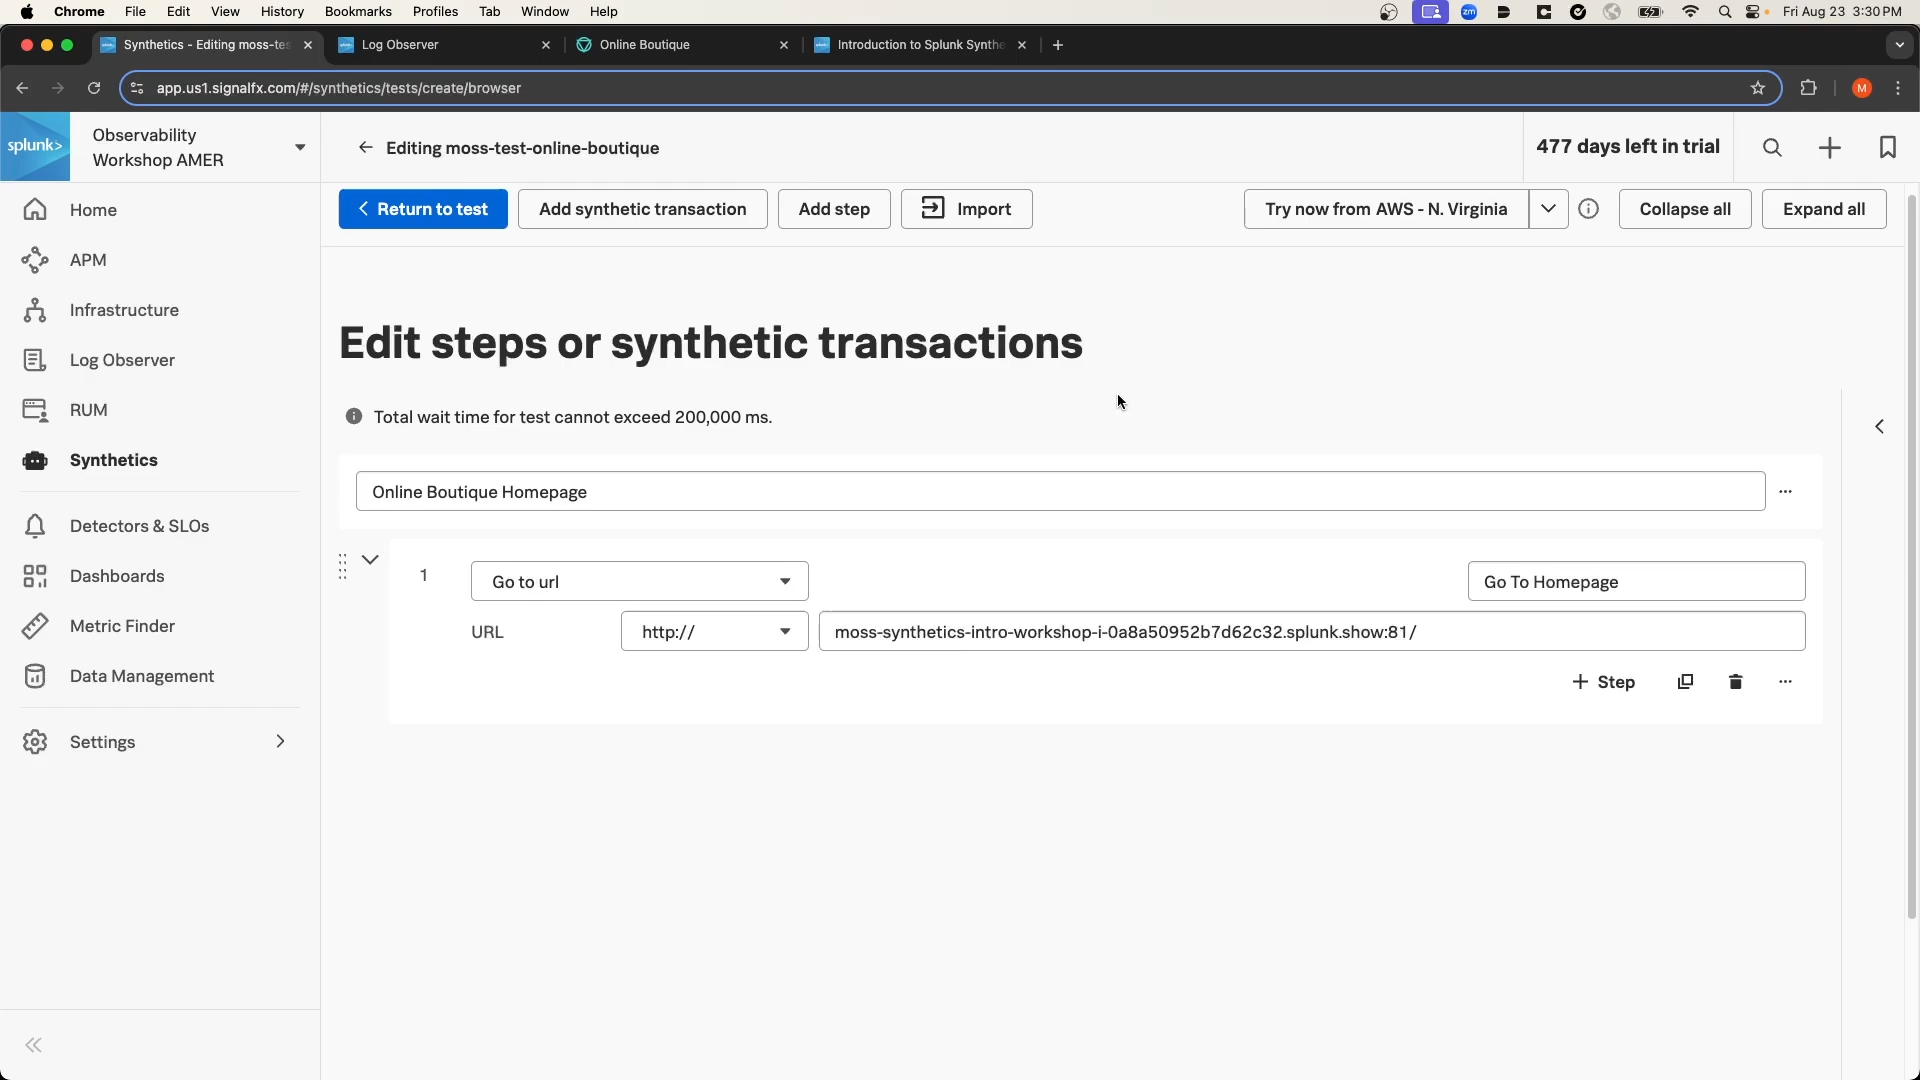 Chrome File Edit View History Bookmarks Profiles Tab Window Help
zm
Fri Aug 23 3:30 PM
Synthetics - Editing moss-tes
Log Observer
Online Boutique
Introduction to Splunk Synthe
app.us1.signalfx.com/#/synthetics/tests/create/browser
M
splunk>
Observability
Workshop AMER
Editing moss-test-online-boutique
477 days left in trial
Return to test
Add synthetic transaction
Add step
Import
Try now from AWS - N. Virginia
Collapse all
Expand all
Home
APM
Infrastructure
Log Observer
RUM
Synthetics
Detectors & SLOs
Dashboards
Metric Finder
Data Management
Settings
Edit steps or synthetic transactions
Total wait time for test cannot exceed 200,000 ms.
Online Boutique Homepage
1
Go to url
Go To Homepage
URL
http://
moss-synthetics-intro-workshop-i-0a8a50952b7d62c32.splunk.show:81/
+ Step